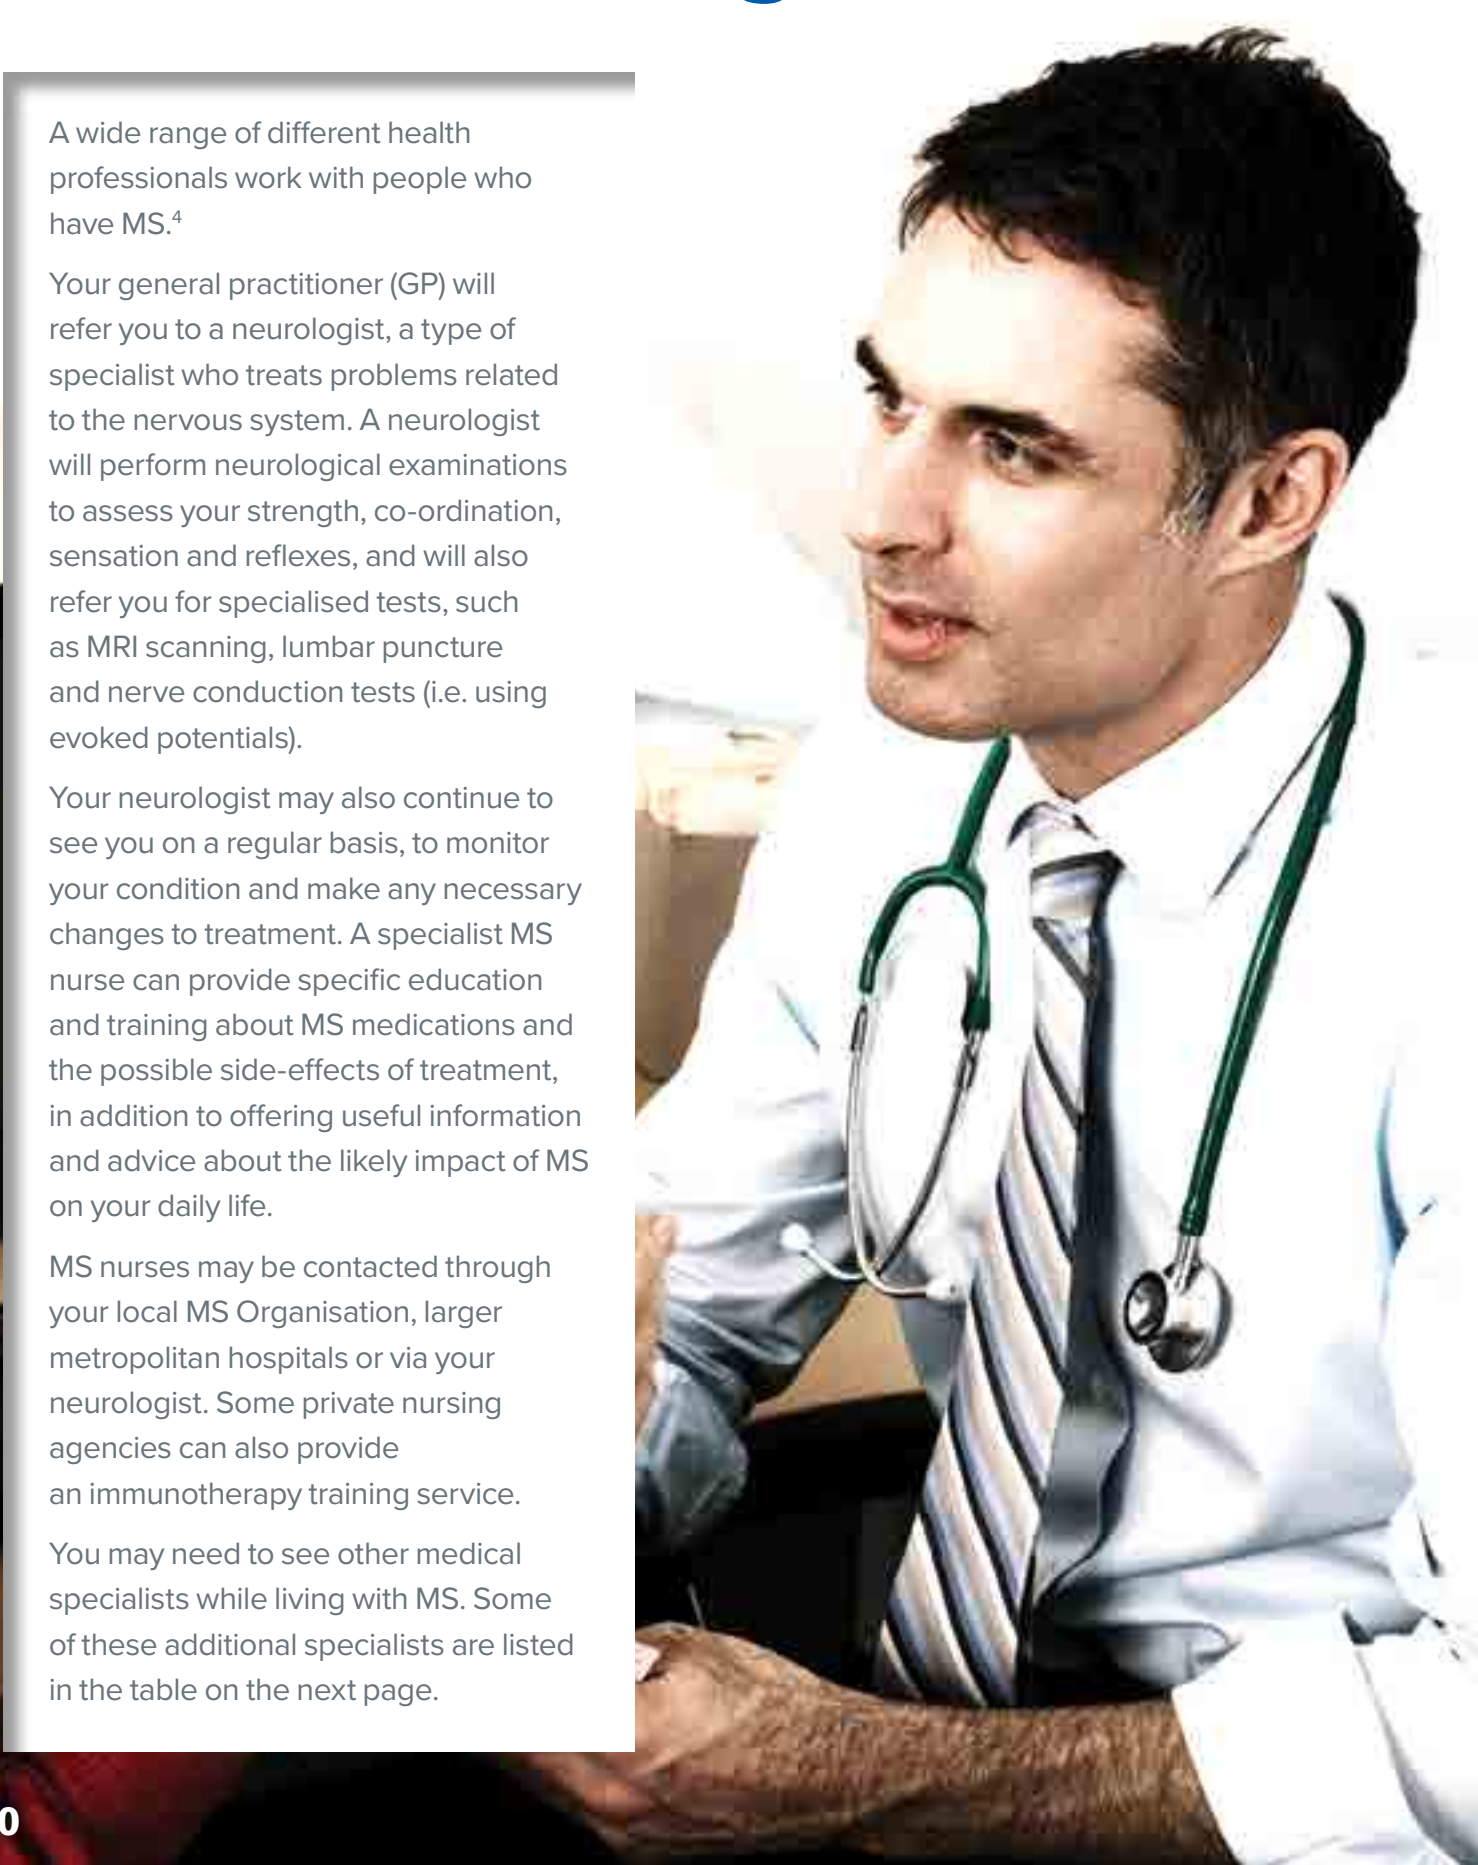 A wide range of different health
professionals work with people who
have MS.4
Your general practitioner (GP) will
refer you to a neurologist, a type of
specialist who treats problems related
to the nervous system. A neurologist
will perform neurological examinations
to assess your strength, co-ordination,
sensation and reflexes, and will also
refer you for specialised tests, such
as MRI scanning, lumbar puncture
and nerve conduction tests (i.e. using
evoked potentials).
Your neurologist may also continue to
see you on a regular basis, to monitor
your condition and make any necessary
changes to treatment. A specialist MS
nurse can provide specific education
and training about MS medications and
the possible side-effects of treatment,
in addition to offering useful information
and advice about the likely impact of MS
on your daily life.
MS nurses may be contacted through
your local MS Organisation, larger
metropolitan hospitals or via your
neurologist. Some private nursing
agencies can also provide
an immunotherapy training service.
You may need to see other medical
specialists while living with MS. Some
of these additional specialists are listed
in the table on the next page.
0